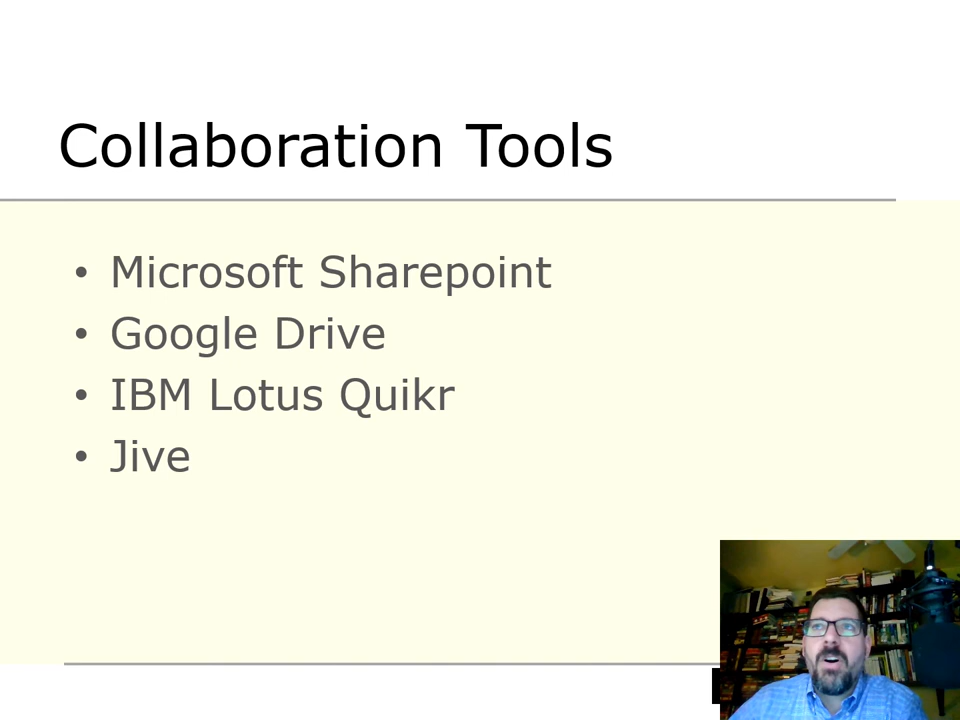 Collaboration Tools
• Microsoft Sharepoint
• Google Drive
• IBM Lotus Quikr
• Jive